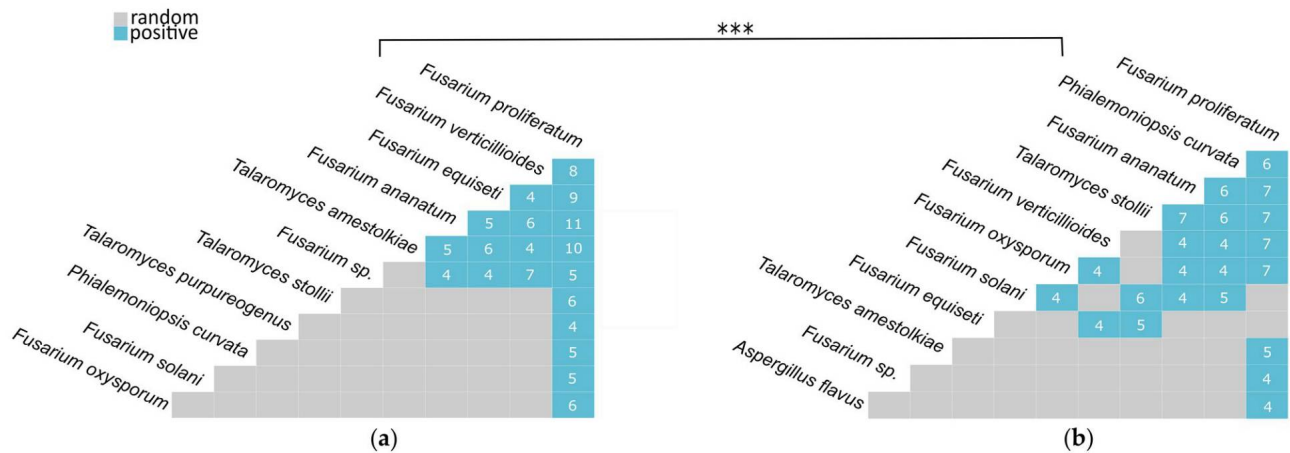 random
positive
***
Fusarium proliferatum
Fusarium verticillioides
8
Fusarium equiseti
4 9
Fusarium ananatum
5 6 11
Talaromyces amestolkiae
5 6 4 10
Fusarium sp.
4 4 7 5
Talaromyces stollii
6
Talaromyces purpureogenus
4
Phialemoniopsis curvata
5
Fusarium solani
5
Fusarium oxysporum
6
(a)
Fusarium proliferatum
Phialemoniopsis curvata
6
Fusarium ananatum
6 7
Talaromyces stollii
7 6 7
Fusarium verticillioides
4 4 7
Fusarium oxysporum
4 4 4 7
Fusarium solani
4 6 4 5
Fusarium equiseti
4 5
Talaromyces amestolkiae
5
Fusarium sp.
4
Aspergillus flavus
4
(b)